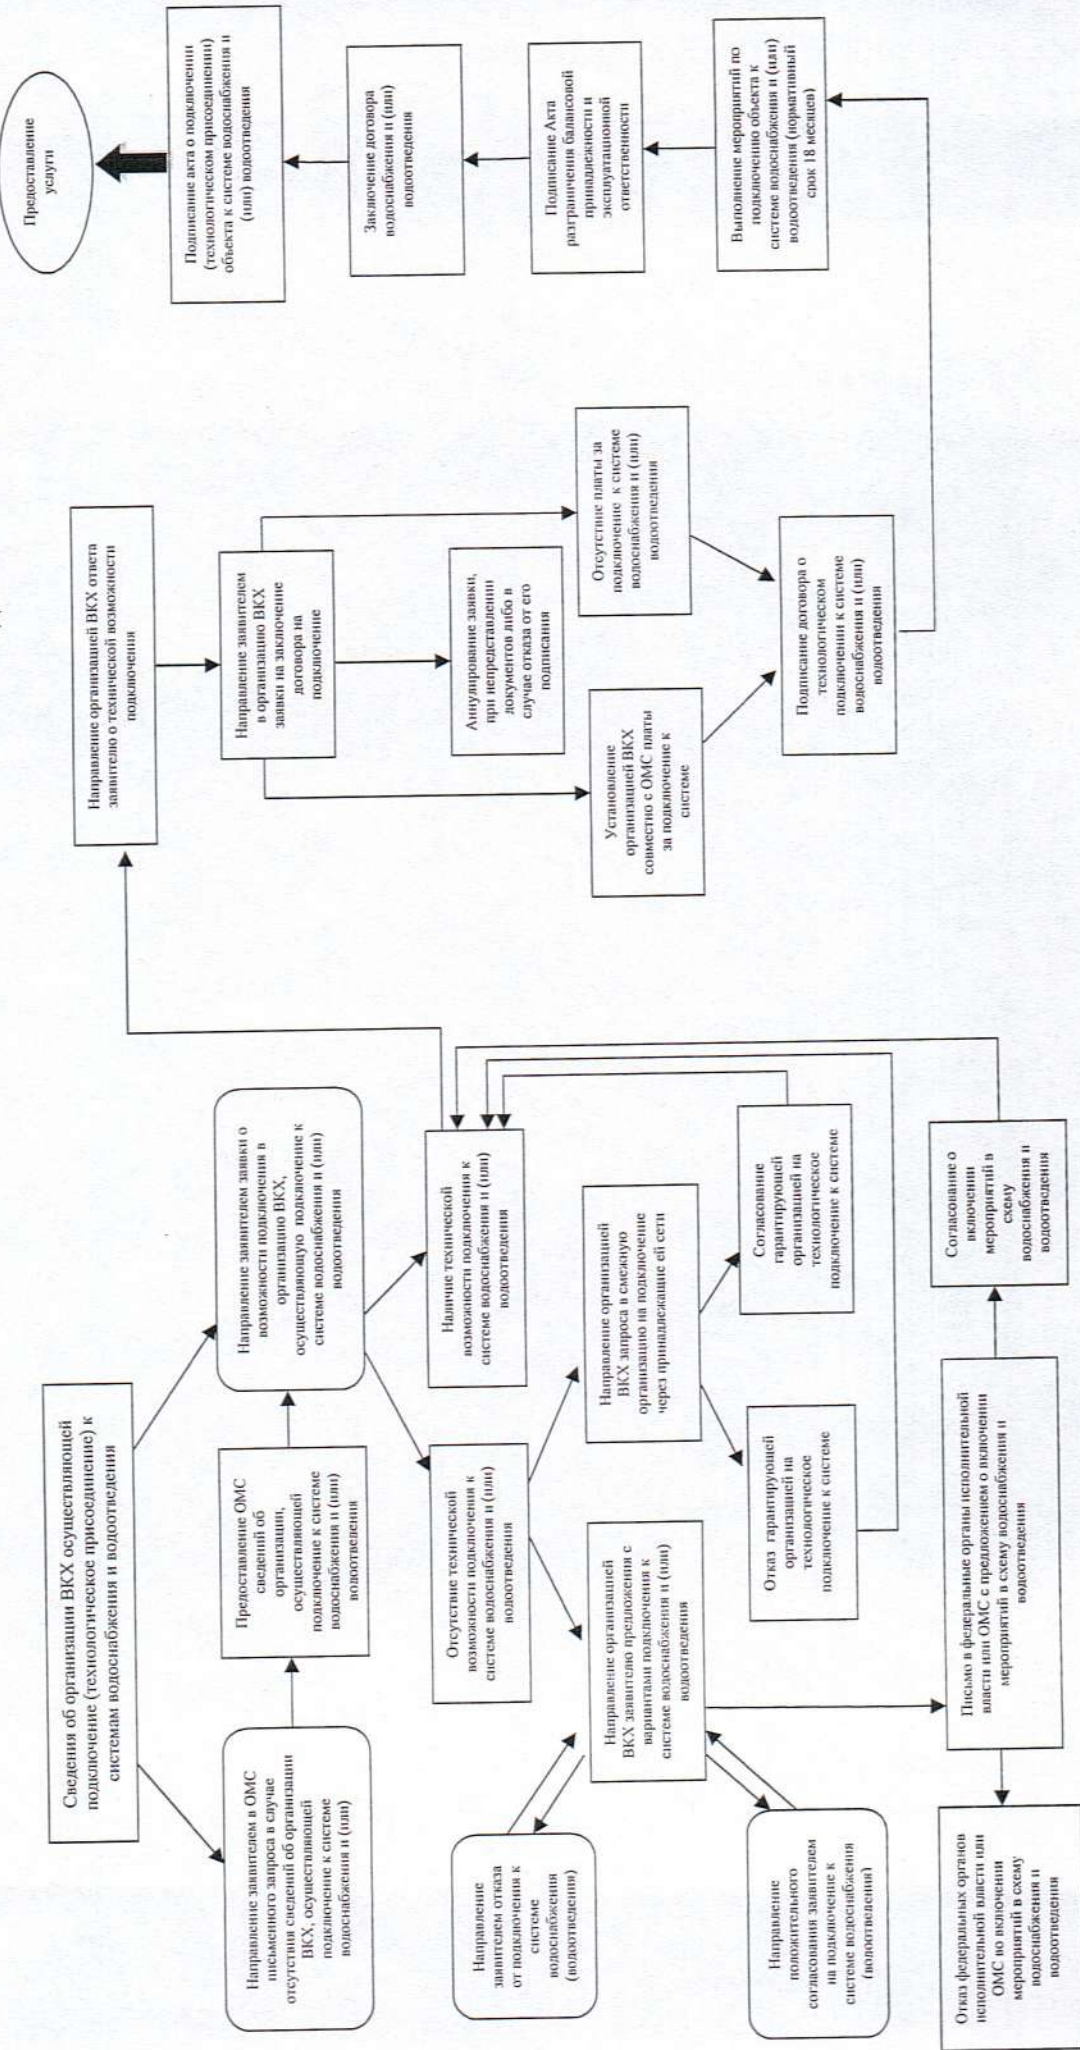 Сведения об организации ВКХ осуществляющей
подключение (технологическое присоединение) к
системам водоснабжения и водоотведения
Направление заявителем в ОМС
письменного запроса в случае
отсутствия сведений об организации
ВКХ, осуществляющей
подключение к системе
водоснабжения и (или)
Предоставление ОМС
сведений об
организации,
осуществляющей
подключение к системе
водоснабжения и (или)
водоотведения
Направление заявителем заявки о
возможности подключения в
организацию ВКХ,
осуществляющую подключение к
системе водоснабжения и (или)
водоотведения
Отсутствие технической
возможности подключения к
системе водоснабжения и (или)
водоотведения
Наличие технической
возможности подключения к
системе водоснабжения и (или)
водоотведения
Направление
заявителем отказа
от подключения к
системе
водоснабжения
(водоотведения)
Направление организацией
ВКХ заявителю предложения с
вариантами подключения к
системе водоснабжения и (или)
водоотведения
Направление организацией
ВКХ запроса в смежную
организацию на подключение
через принадлежащие ей сети
Направление
положительного
согласования заявителем
на подключение к
системе водоснабжения
(водоотведения)
Отказ гарантирующей
организацией на
технологическое
подключение к системе
Согласование
гарантирующей
организацией на
технологическое
подключение к системе
Отказ федеральных органов
исполнительной власти или
ОМС во включении
мероприятий в схему
водоснабжения и
водоотведения
Письмо в федеральные органы исполнительной
власти или ОМС с предложением о включении
мероприятий в схему водоснабжения и
водоотведения
Согласование о
включении
мероприятий в
схему
водоснабжения и
водоотведения
Направление организацией ВКХ ответа
заявителю о технической возможности
подключения
Направление заявителем
в организацию ВКХ
заявки на заключение
договора на
подключение
Аннулирование заявки,
при непредставлении
документов либо в
случае отказа от его
подписания
Установление
организацией ВКХ
совместно с ОМС платы
за подключение к
системе
Отсутствие платы за
подключение к системе
водоснабжения и (или)
водоотведения
Подписание договора о
технологическом
подключении к системе
водоснабжения и (или)
водоотведения
Предоставление
услуги
Подписание акта о подключении
(технологическом присоединении)
объекта к системе водоснабжения и
(или) водоотведения
Заключение договора
водоснабжения и (или)
водоотведения
Подписание Акта
разграничения балансовой
принадлежности и
эксплуатационной
ответственности
Выполнение мероприятий по
подключению объекта к
системе водоснабжения и (или)
водоотведения (нормативный
срок 18 месяцев)